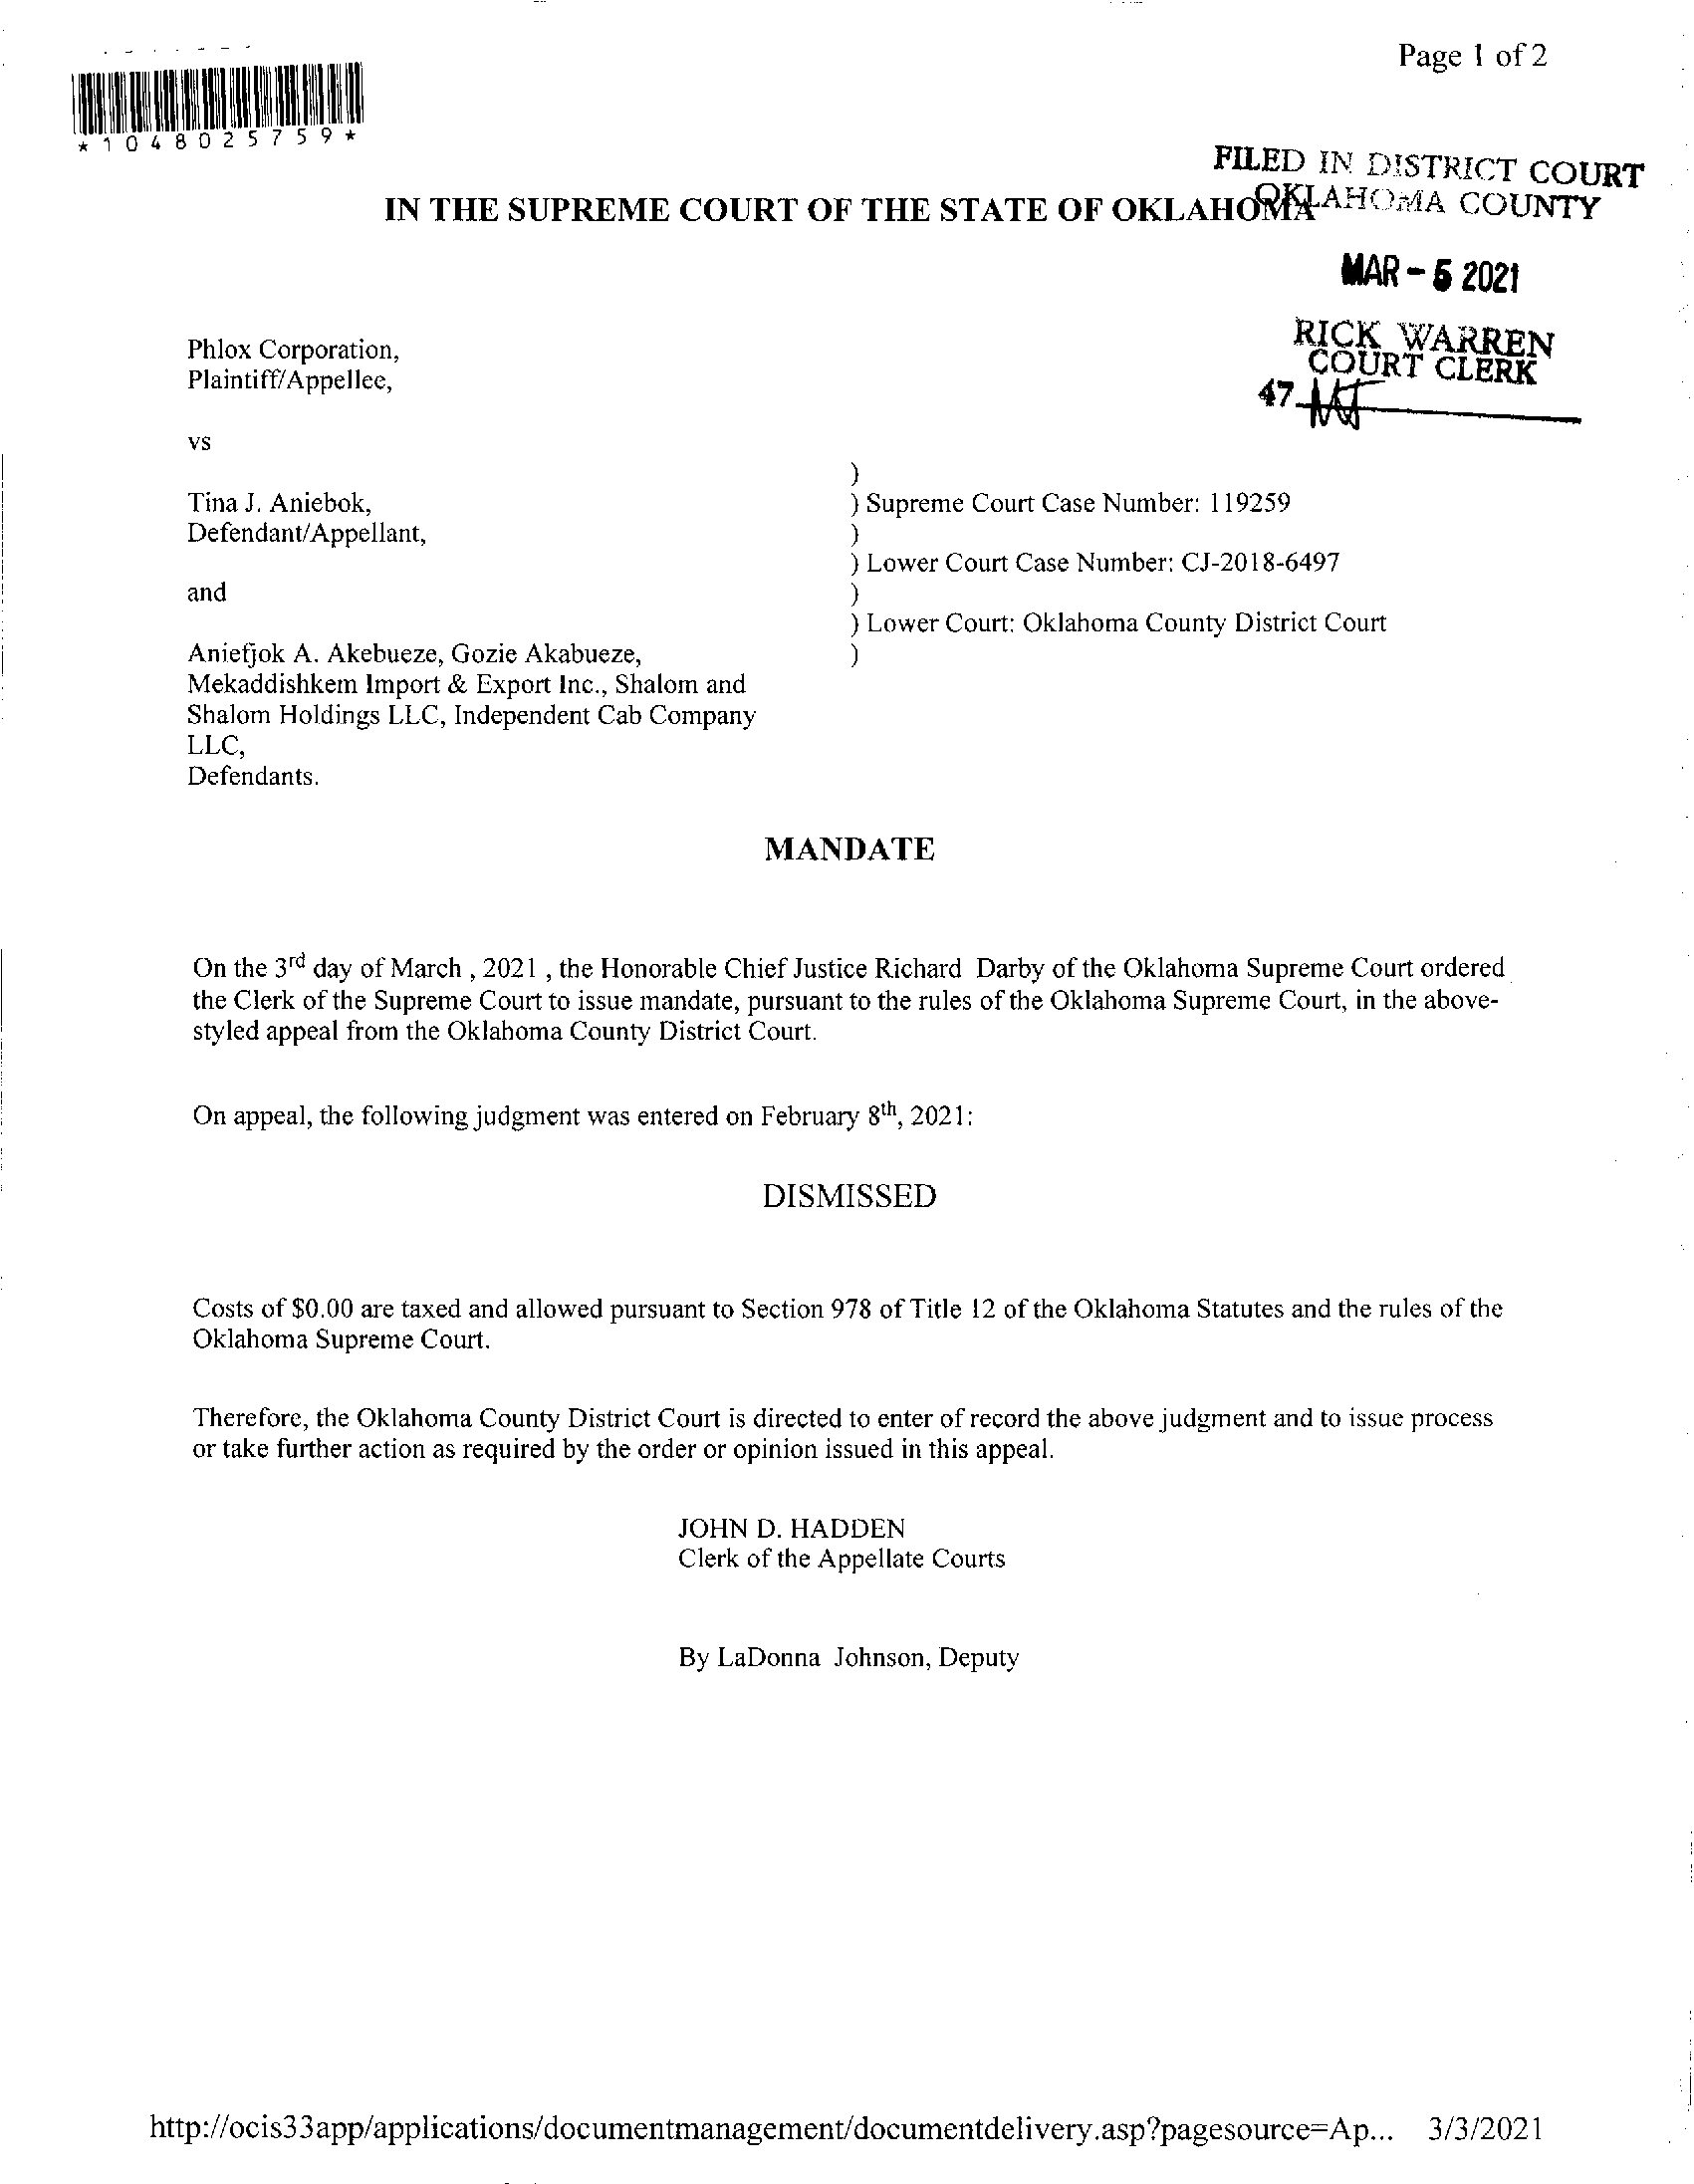 Page 1 of 2
*1048025759*
FILED IN DISTRICT COURT
OKLAHOMA COUNTY
IN THE SUPREME COURT OF THE STATE OF OKLAHOMA
MAR - 5 2021
RICK WARREN
COURT CLERK
47
Phlox Corporation,
Plaintiff/Appellee,
vs
)
Tina J. Aniebok,
) Supreme Court Case Number: 119259
Defendant/Appellant,
)
) Lower Court Case Number: CJ-2018-6497
and
)
) Lower Court: Oklahoma County District Court
Aniefjok A. Akebueze, Gozie Akabueze,
)
Mekaddishkem Import & Export Inc., Shalom and
Shalom Holdings LLC, Independent Cab Company
LLC,
Defendants.
MANDATE
On the 3rd day of March , 2021 , the Honorable Chief Justice Richard Darby of the Oklahoma Supreme Court ordered
the Clerk of the Supreme Court to issue mandate, pursuant to the rules of the Oklahoma Supreme Court, in the above-
styled appeal from the Oklahoma County District Court.
On appeal, the following judgment was entered on February 8th, 2021:
DISMISSED
Costs of $0.00 are taxed and allowed pursuant to Section 978 of Title 12 of the Oklahoma Statutes and the rules of the
Oklahoma Supreme Court.
Therefore, the Oklahoma County District Court is directed to enter of record the above judgment and to issue process
or take further action as required by the order or opinion issued in this appeal.
JOHN D. HADDEN
Clerk of the Appellate Courts
By LaDonna Johnson, Deputy
http://ocis33app/applications/documentmanagement/documentdelivery.asp?pagesource=Ap... 3/3/2021